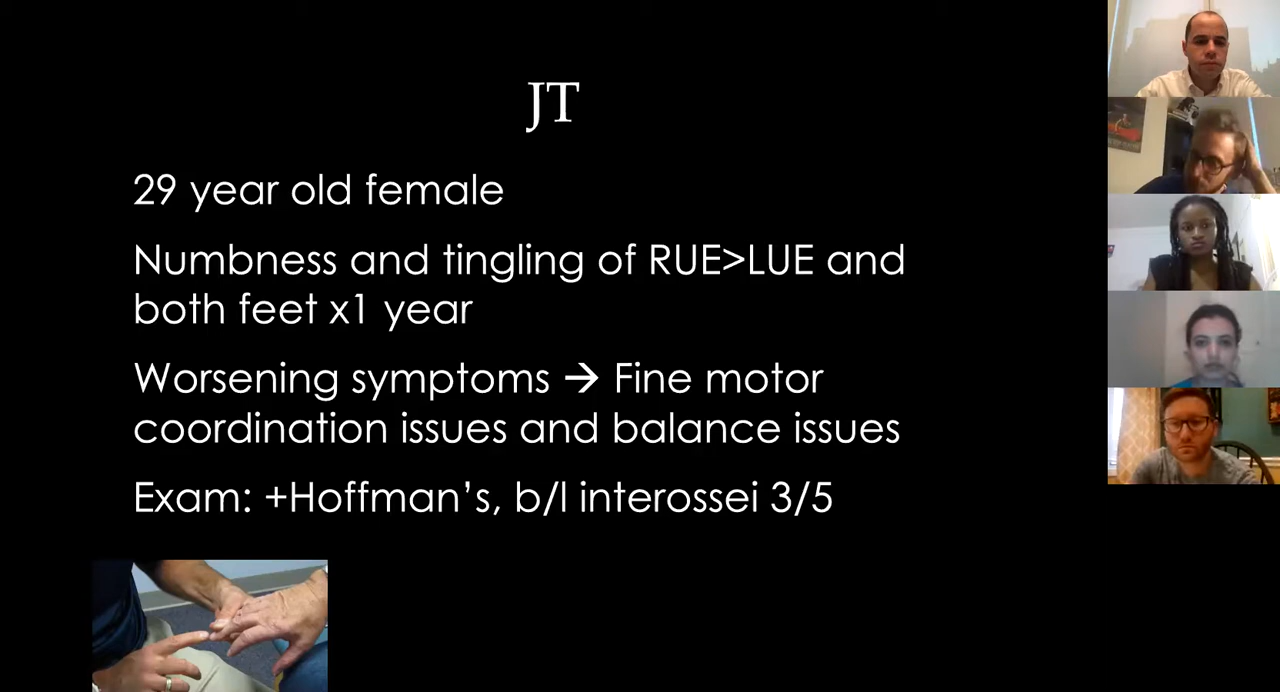 JT
29 year old female
Numbness and tingling of RUE>LUE and
both feet x1 year
Worsening symptoms → Fine motor
coordination issues and balance issues
Exam: +Hoffman's, b/l interossei 3/5